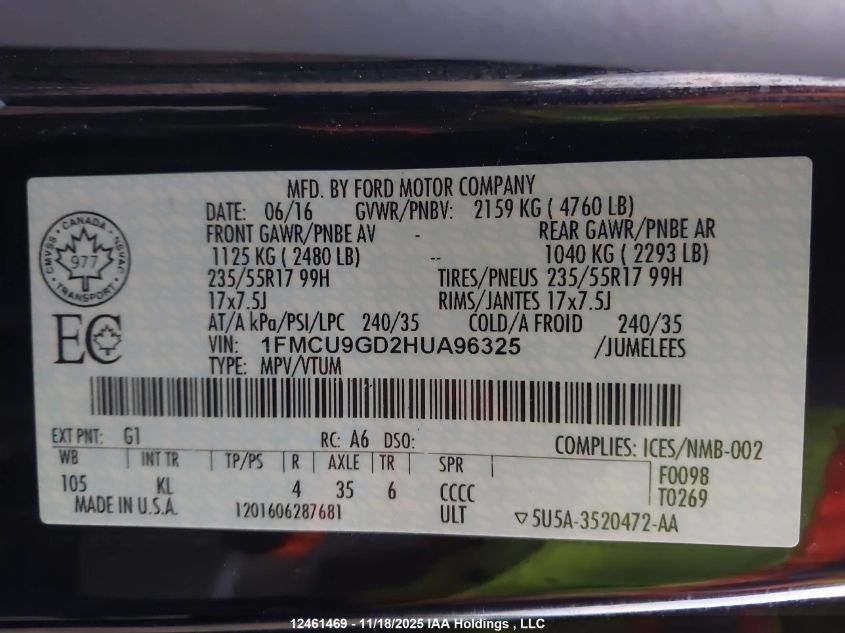 MFD. BY FORD MOTOR COMPANY
DATE: 06/16 GVWR/PNBV: 2159 KG ( 4760 LB)
FRONT GAWR/PNBE AV - REAR GAWR/PNBE AR
1125 KG ( 2480 LB) -- 1040 KG ( 2293 LB)
235/55R17 99H TIRES/PNEUS 235/55R17 99H
17x7.5J RIMS/JANTES 17x7.5J
AT/A kPa/PSI/LPC 240/35 COLD/A FROID 240/35
VIN: 1FMCU9GD2HUA96325 /JUMELEES
TYPE: MPV/VTUM
CANADA
CMVSS 977 NSVAC
TRANSPORT
EC
EXT PNT: G1 RC: A6 DSO: COMPLIES: ICES/NMB-002
WB INT TR TP/PS R AXLE TR SPR F0098
105 KL 4 35 6 CCCC T0269
MADE IN U.S.A. 1201606287681 ULT ▽5U5A-3520472-AA
12461469 - 11/18/2025 IAA Holdings , LLC